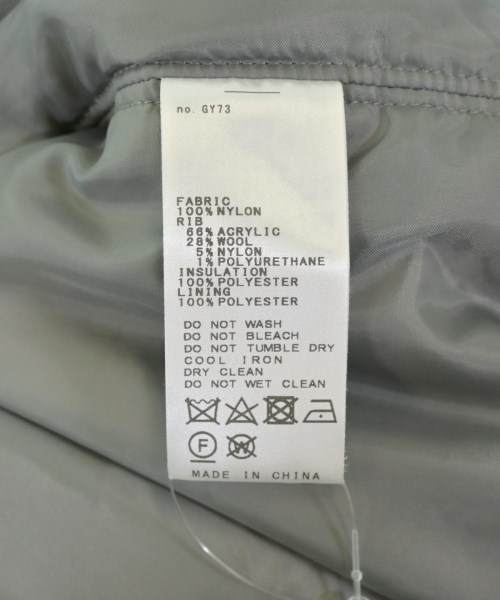 no. GY73
FABRIC
100%NYLON
RIB
66%ACRYLIC
28%WOOL
5%NYLON
1%POLYURETHANE
INSULATION
100%POLYESTER
LINING
100%POLYESTER
DO NOT WASH
DO NOT BLEACH
DO NOT TUMBLE DRY
COOL IRON
DRY CLEAN
DO NOT WET CLEAN
F W
MADE IN CHINA